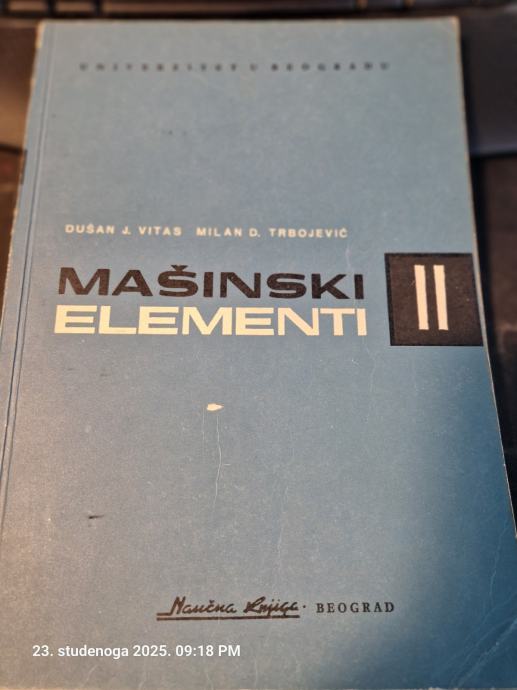 UNIVERZITET U BEOGRADU
DUŠAN J. VITAS MILAN D. TRBOJEVIĆ
MAŠINSKI
ELEMENTI
II
Naučna Knjiga · BEOGRAD
23. studenoga 2025. 09:18 PM